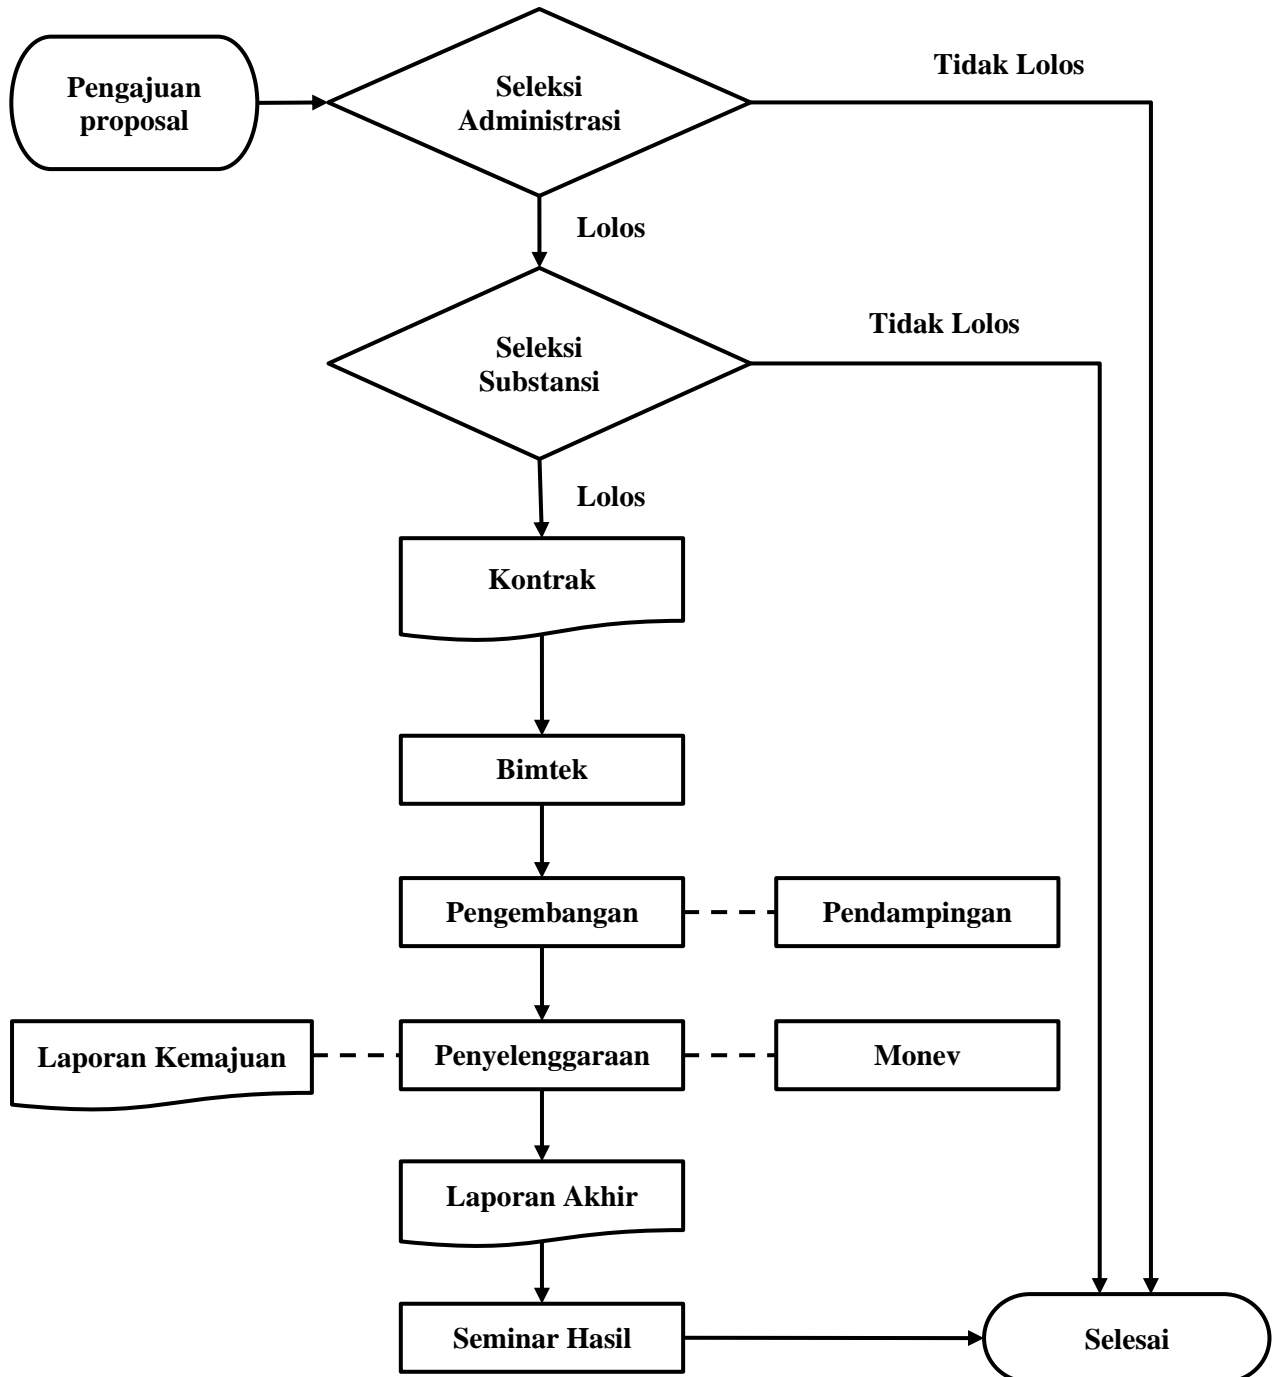 Pengajuan
proposal
Seleksi
Administrasi
Tidak Lolos
Lolos
Seleksi
Substansi
Tidak Lolos
Lolos
Kontrak
Bimtek
Pengembangan
Pendampingan
Laporan Kemajuan
Penyelenggaraan
Monev
Laporan Akhir
Seminar Hasil
Selesai